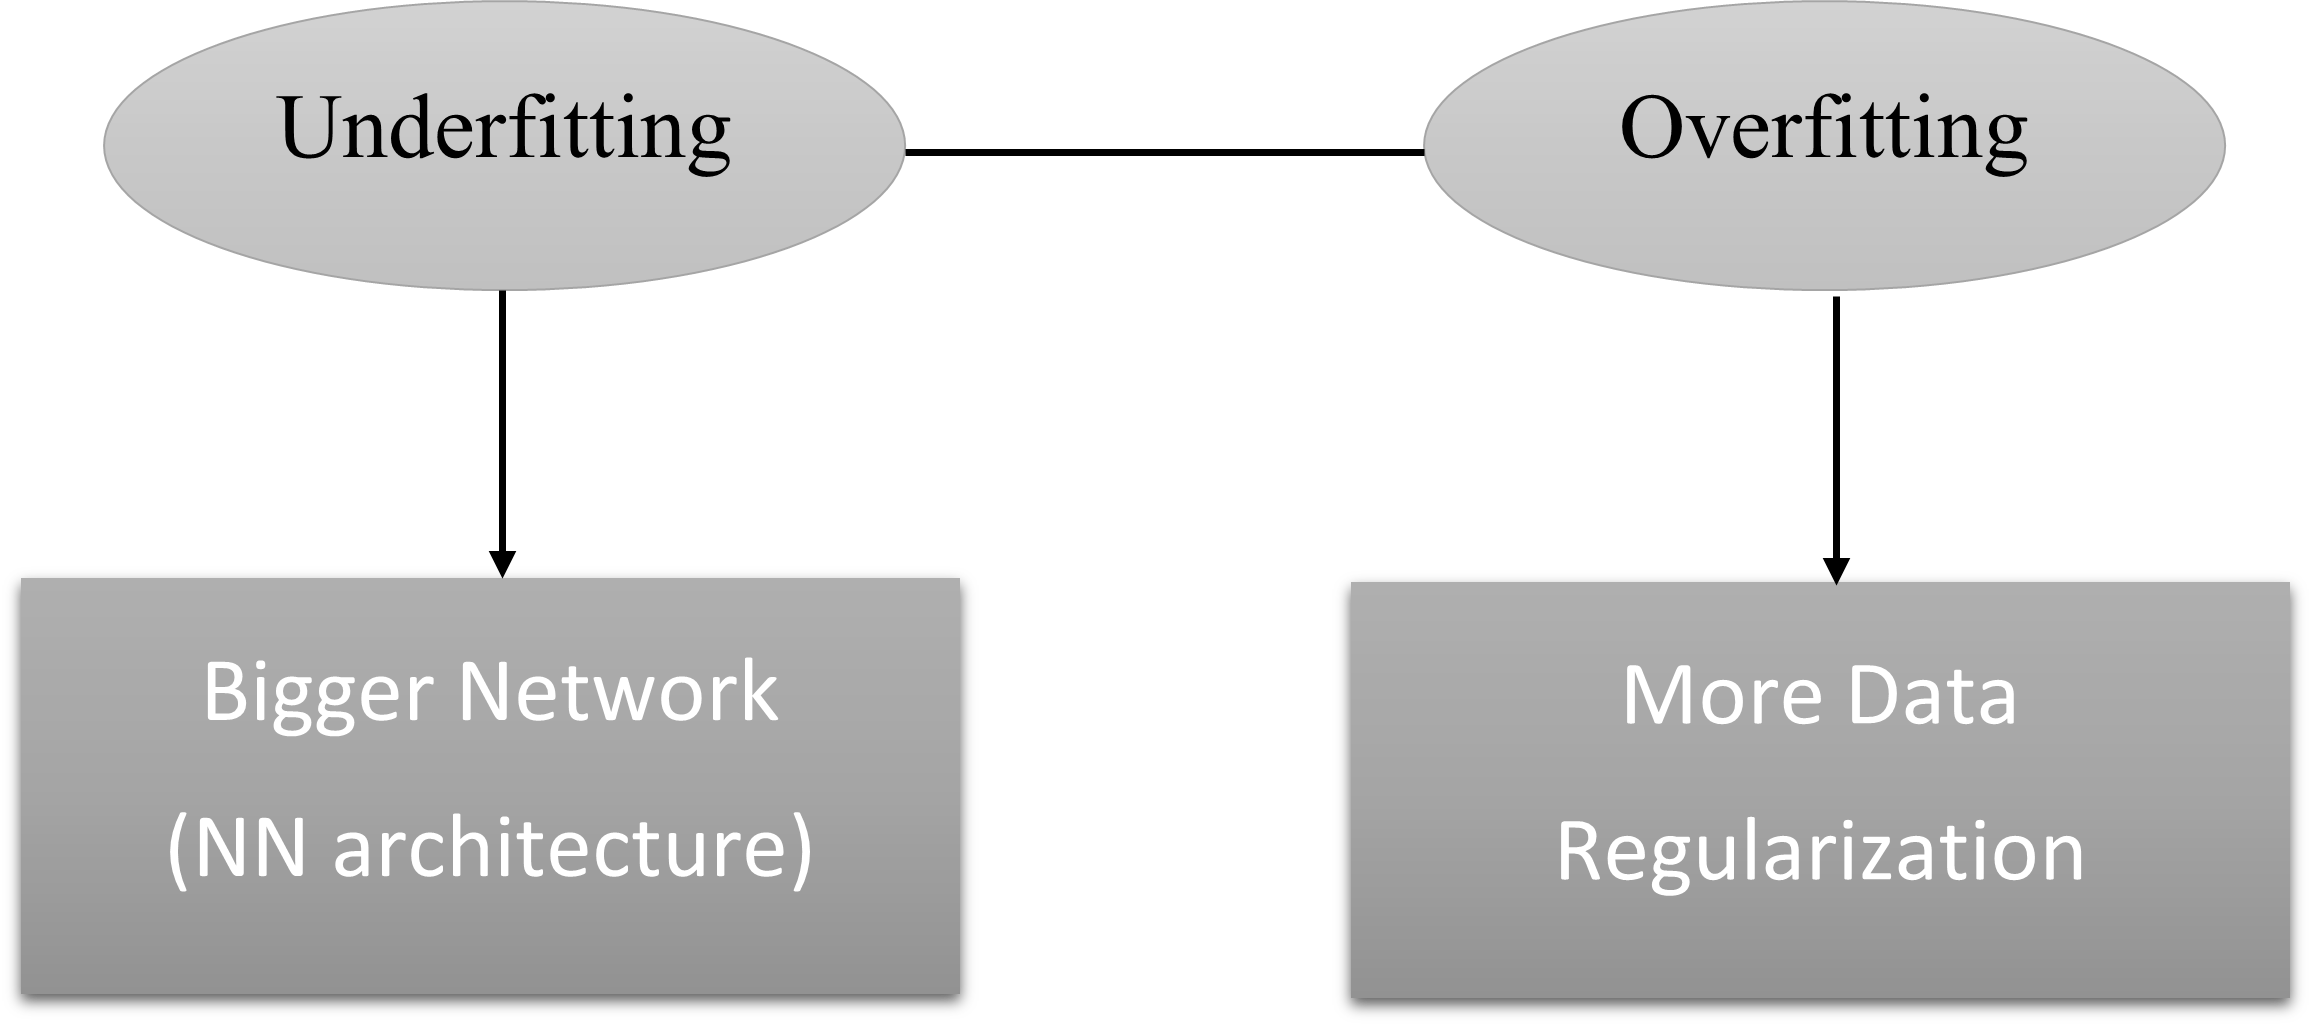 Underfitting
Overfitting
Bigger Network
(NN architecture)
More Data
Regularization